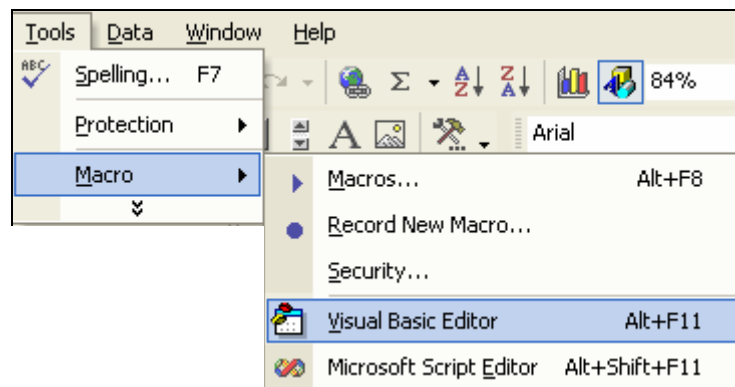 Tools Data Window Help
ABC Spelling... F7 Σ A Z Z A 84%
Protection A Arial
Macro
Macros... Alt+F8
Record New Macro...
Security...
Visual Basic Editor Alt+F11
Microsoft Script Editor Alt+Shift+F11